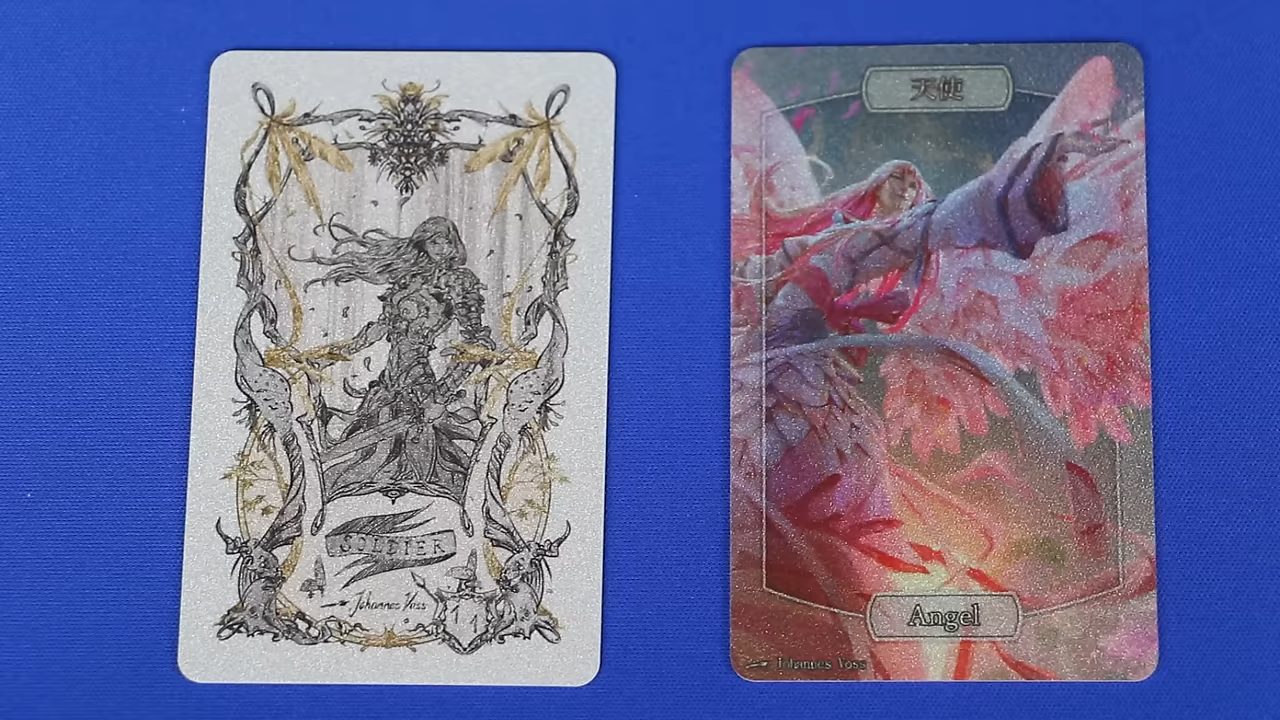 SOLDIER
Johannes Voss
1 1
天使
Angel
Johannes Voss